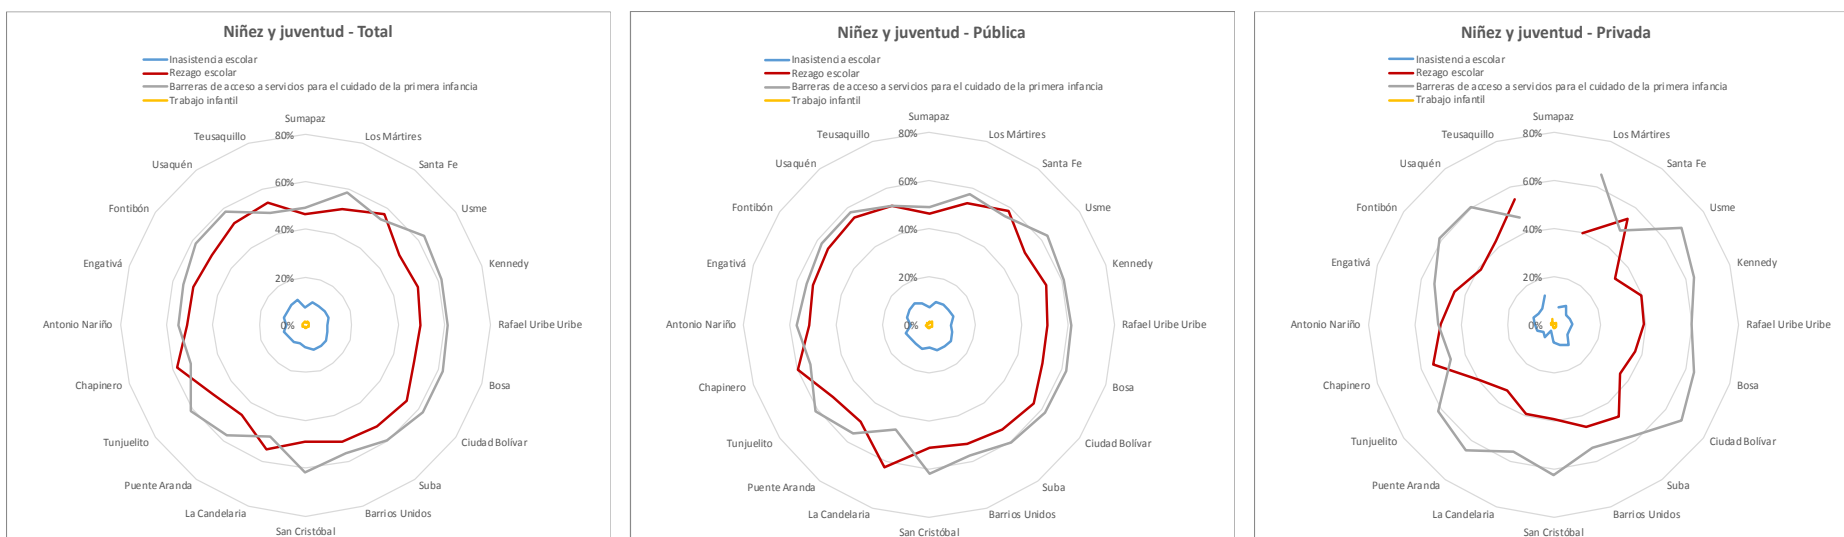 Niñez y juventud - Total
Inasistencia escolar
Rezago escolar
Barreras de acceso a servicios para el cuidado de la primera infancia
Trabajo infantil
Sumapaz
Los Mártires
Santa Fe
Usme
Kennedy
Rafael Uribe Uribe
Bosa
Ciudad Bolívar
Suba
Barrios Unidos
San Cristóbal
La Candelaria
Puente Aranda
Tunjuelito
Chapinero
Antonio Nariño
Engativá
Fontibón
Usaquén
Teusaquillo
80%
60%
40%
20%
0%
Niñez y juventud - Pública
Inasistencia escolar
Rezago escolar
Barreras de acceso a servicios para el cuidado de la primera infancia
Trabajo infantil
Sumapaz
Los Mártires
Santa Fe
Usme
Kennedy
Rafael Uribe Uribe
Bosa
Ciudad Bolívar
Suba
Barrios Unidos
San Cristóbal
La Candelaria
Puente Aranda
Tunjuelito
Chapinero
Antonio Nariño
Engativá
Fontibón
Usaquén
Teusaquillo
80%
60%
40%
20%
0%
Niñez y juventud - Privada
Inasistencia escolar
Rezago escolar
Barreras de acceso a servicios para el cuidado de la primera infancia
Trabajo infantil
Sumapaz
Los Mártires
Santa Fe
Usme
Kennedy
Rafael Uribe Uribe
Bosa
Ciudad Bolívar
Suba
Barrios Unidos
San Cristóbal
La Candelaria
Puente Aranda
Tunjuelito
Chapinero
Antonio Nariño
Engativá
Fontibón
Usaquén
Teusaquillo
80%
60%
40%
20%
0%